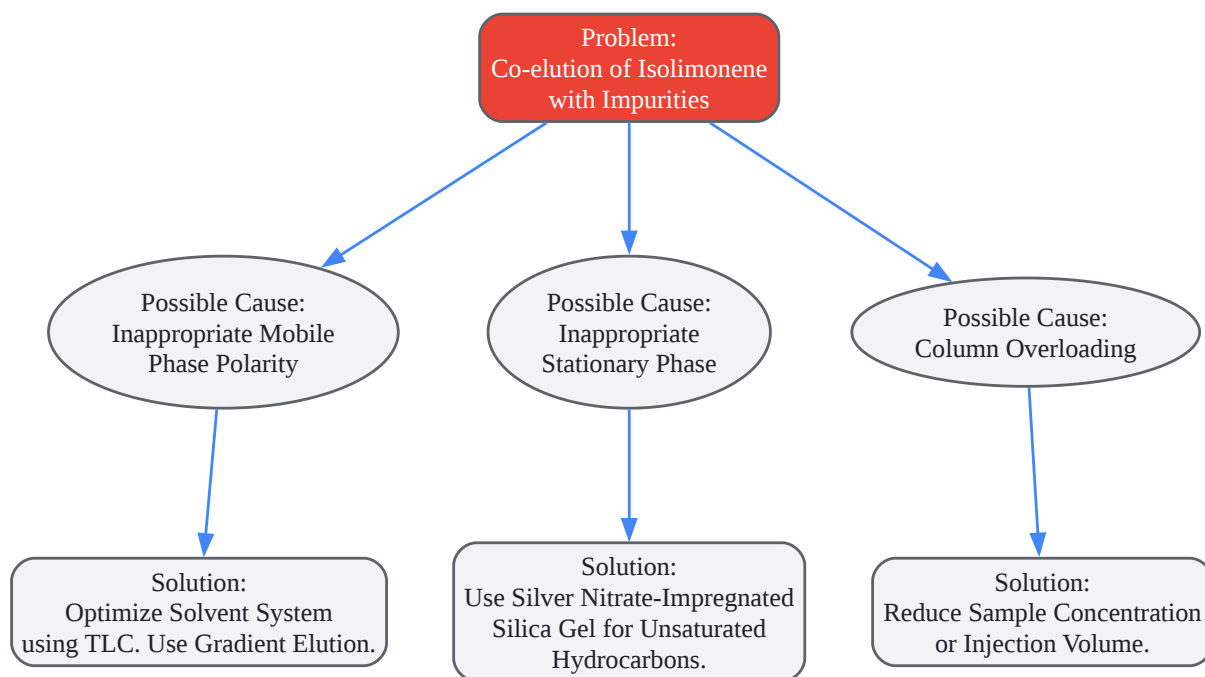 Problem:
Co-elution of Isolimonene
with Impurities
Possible Cause:
Inappropriate Mobile
Phase Polarity
Possible Cause:
Inappropriate
Stationary Phase
Possible Cause:
Column Overloading
Solution:
Optimize Solvent System
using TLC. Use Gradient Elution.
Solution:
Use Silver Nitrate-Impregnated
Silica Gel for Unsaturated
Hydrocarbons.
Solution:
Reduce Sample Concentration
or Injection Volume.